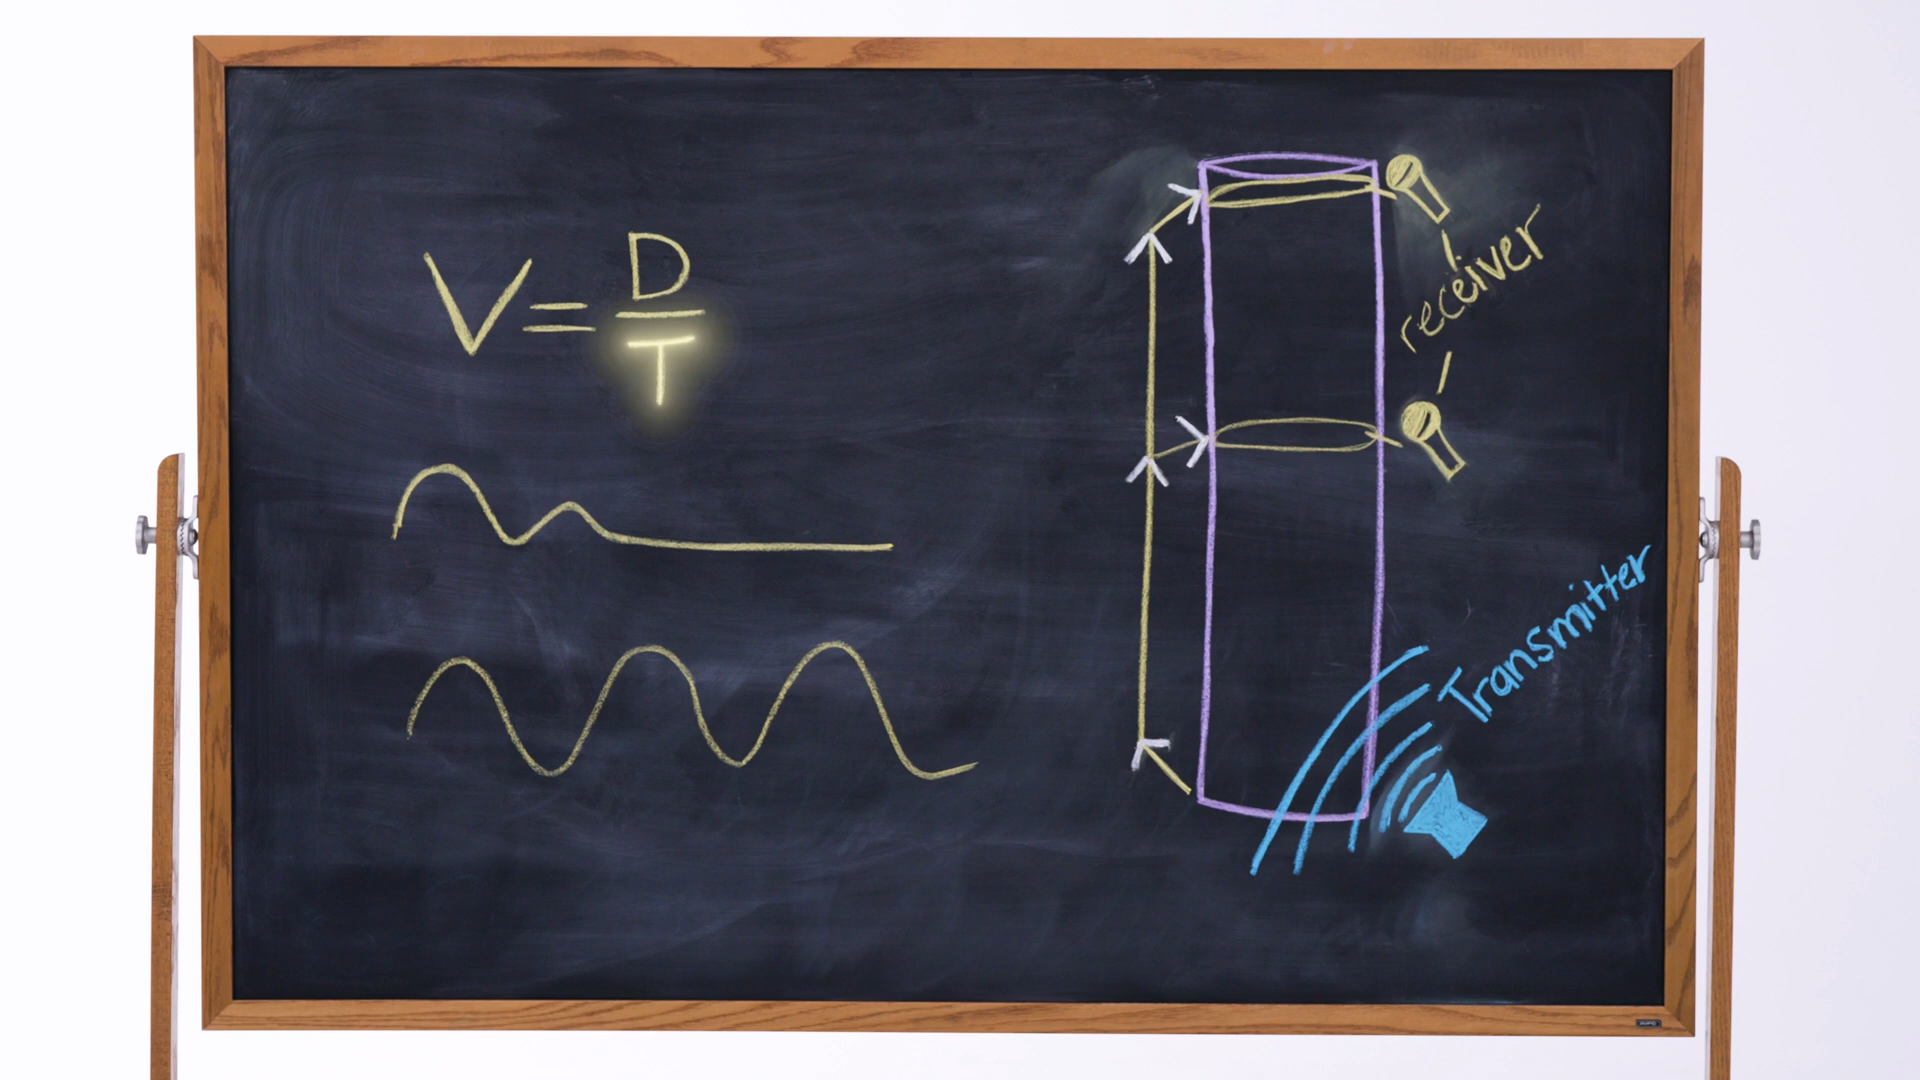 V = D
T
receiver
Transmitter